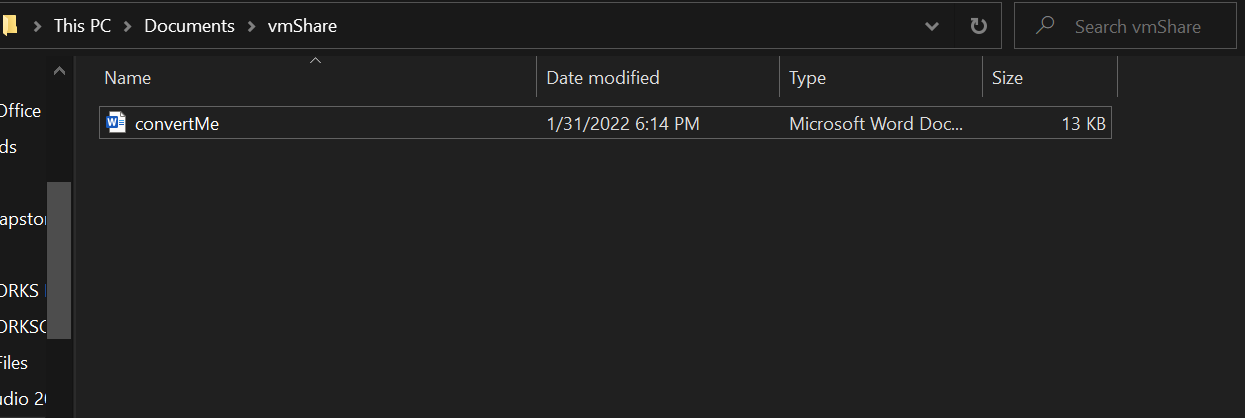 This PC > Documents > vmShare
Search vmShare
Name Date modified Type Size
Office
convertMe 1/31/2022 6:14 PM Microsoft Word Doc... 13 KB
ds
apstor
ORKS
ORKSC
Files
udio 20